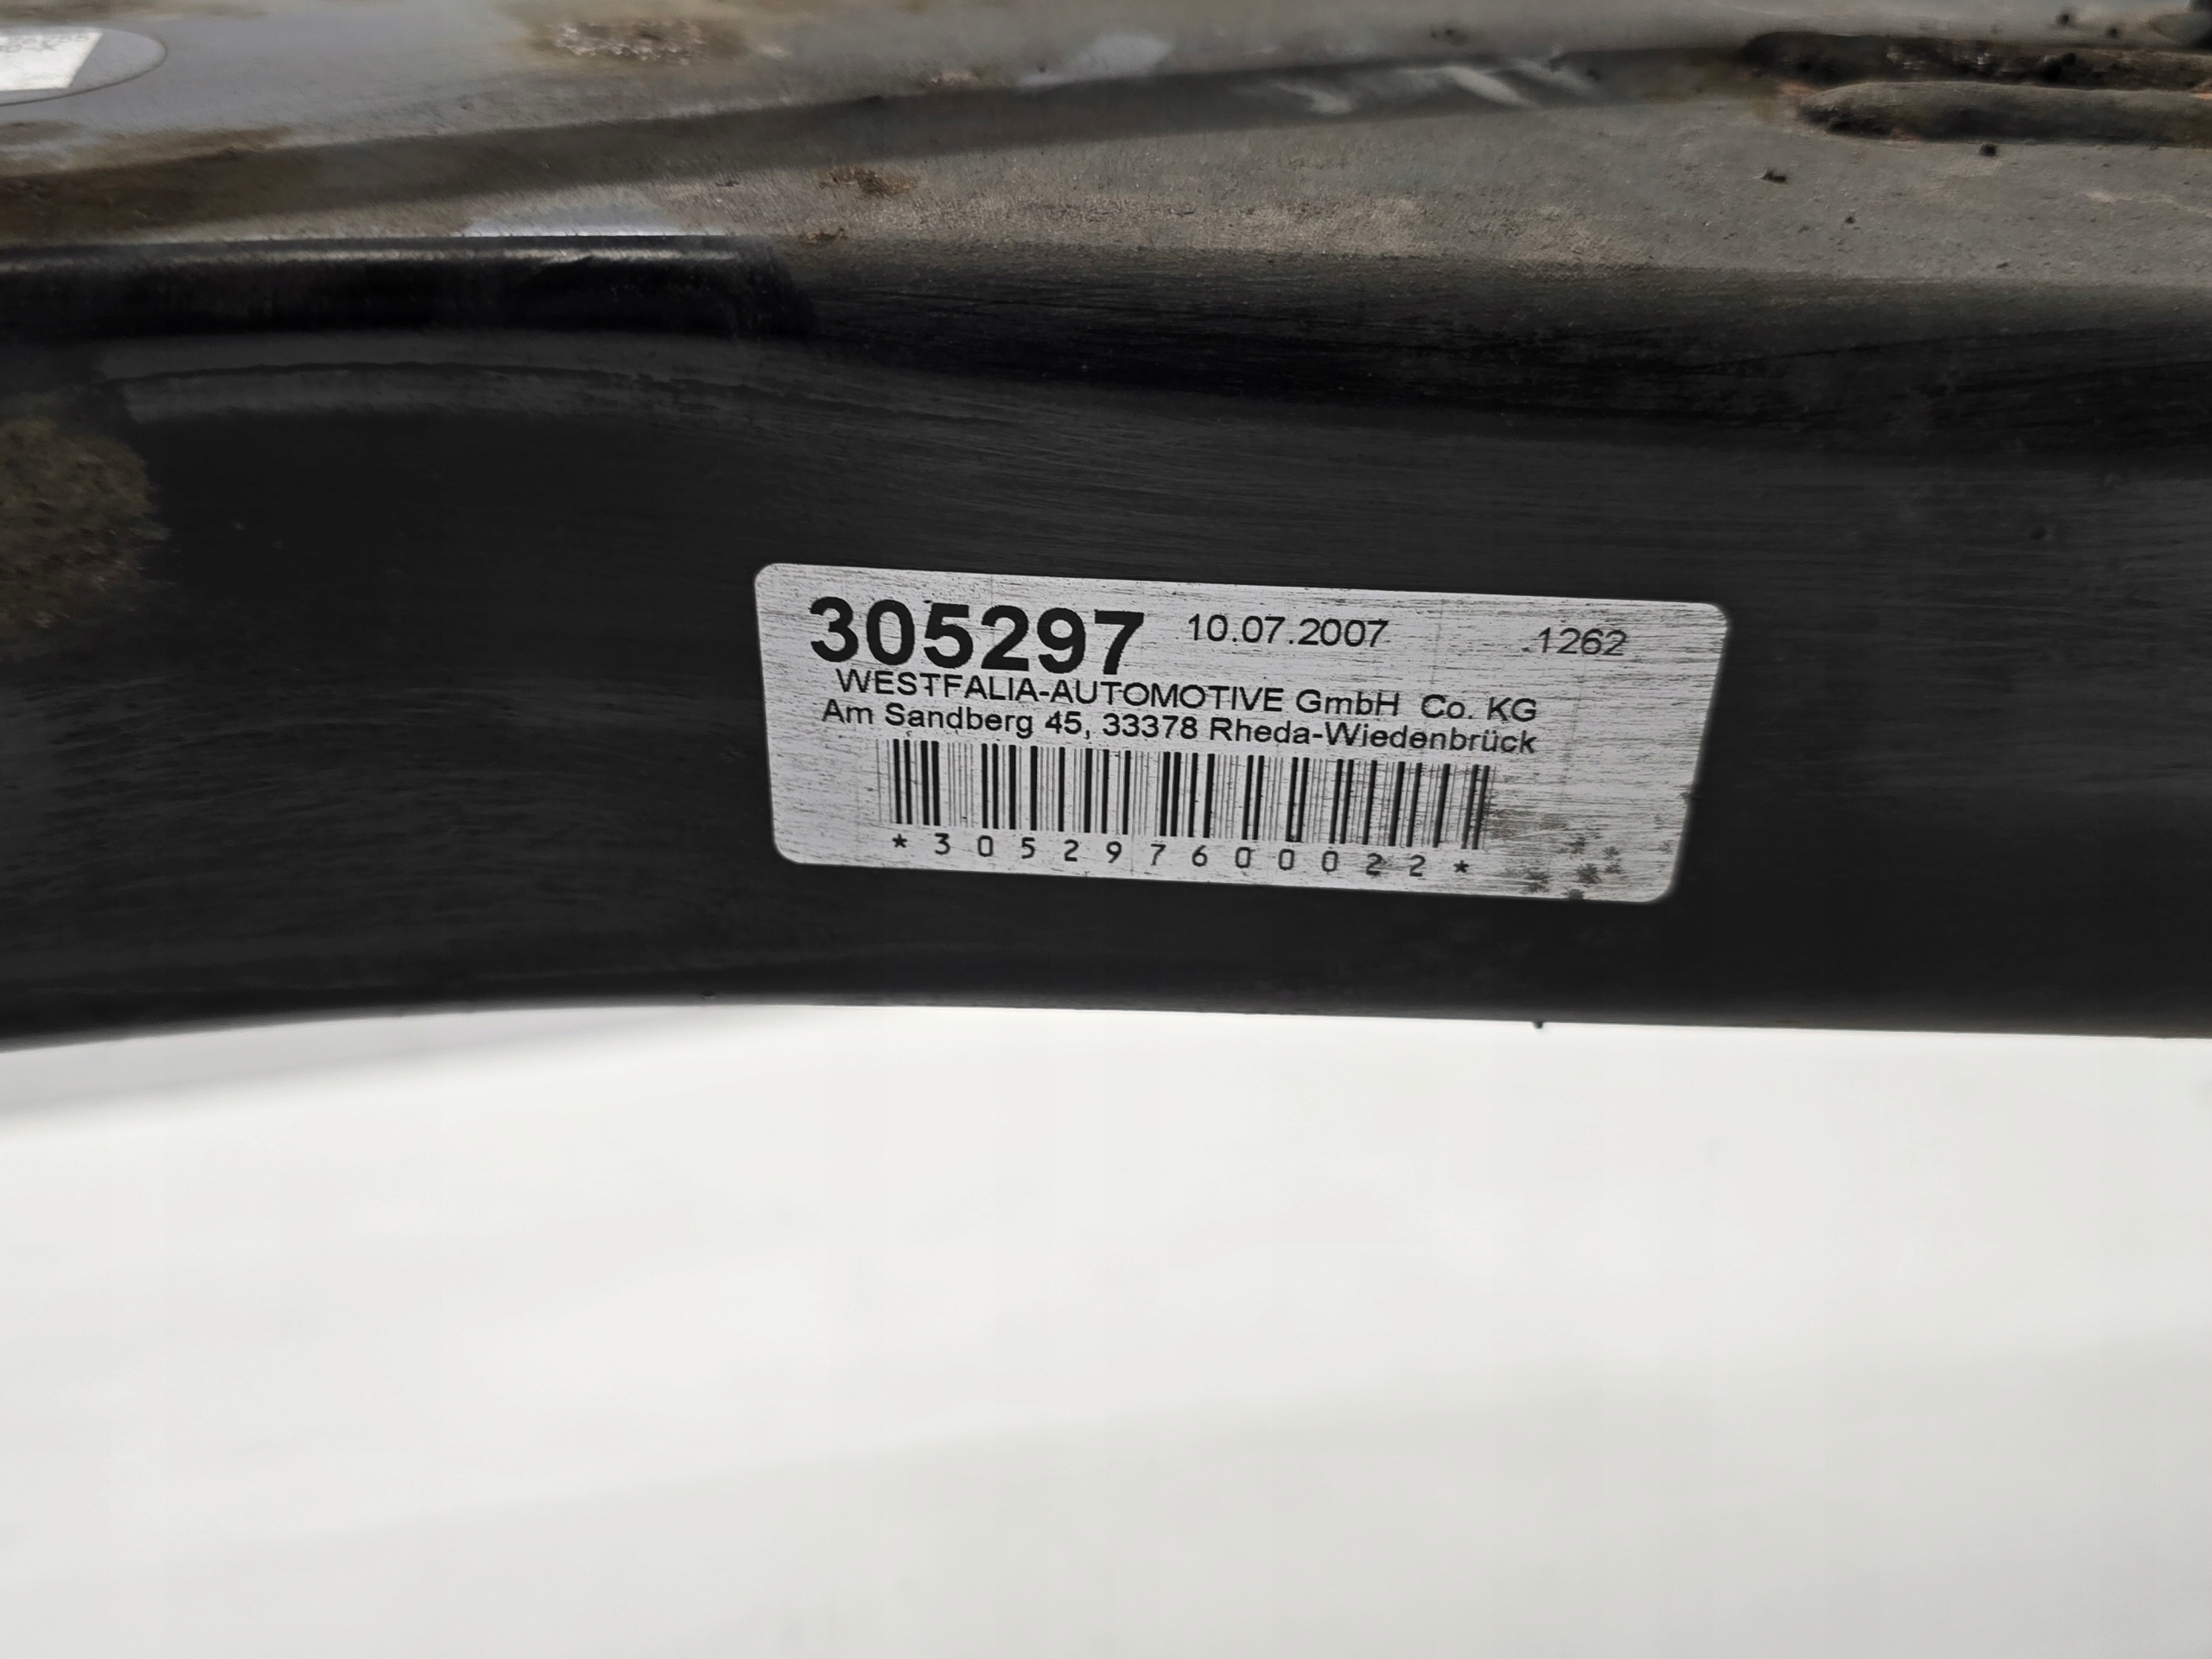 305297 10.07.2007 1262
WESTFALIA-AUTOMOTIVE GmbH Co. KG
Am Sandberg 45, 33378 Rheda-Wiedenbrück
*305297600022*